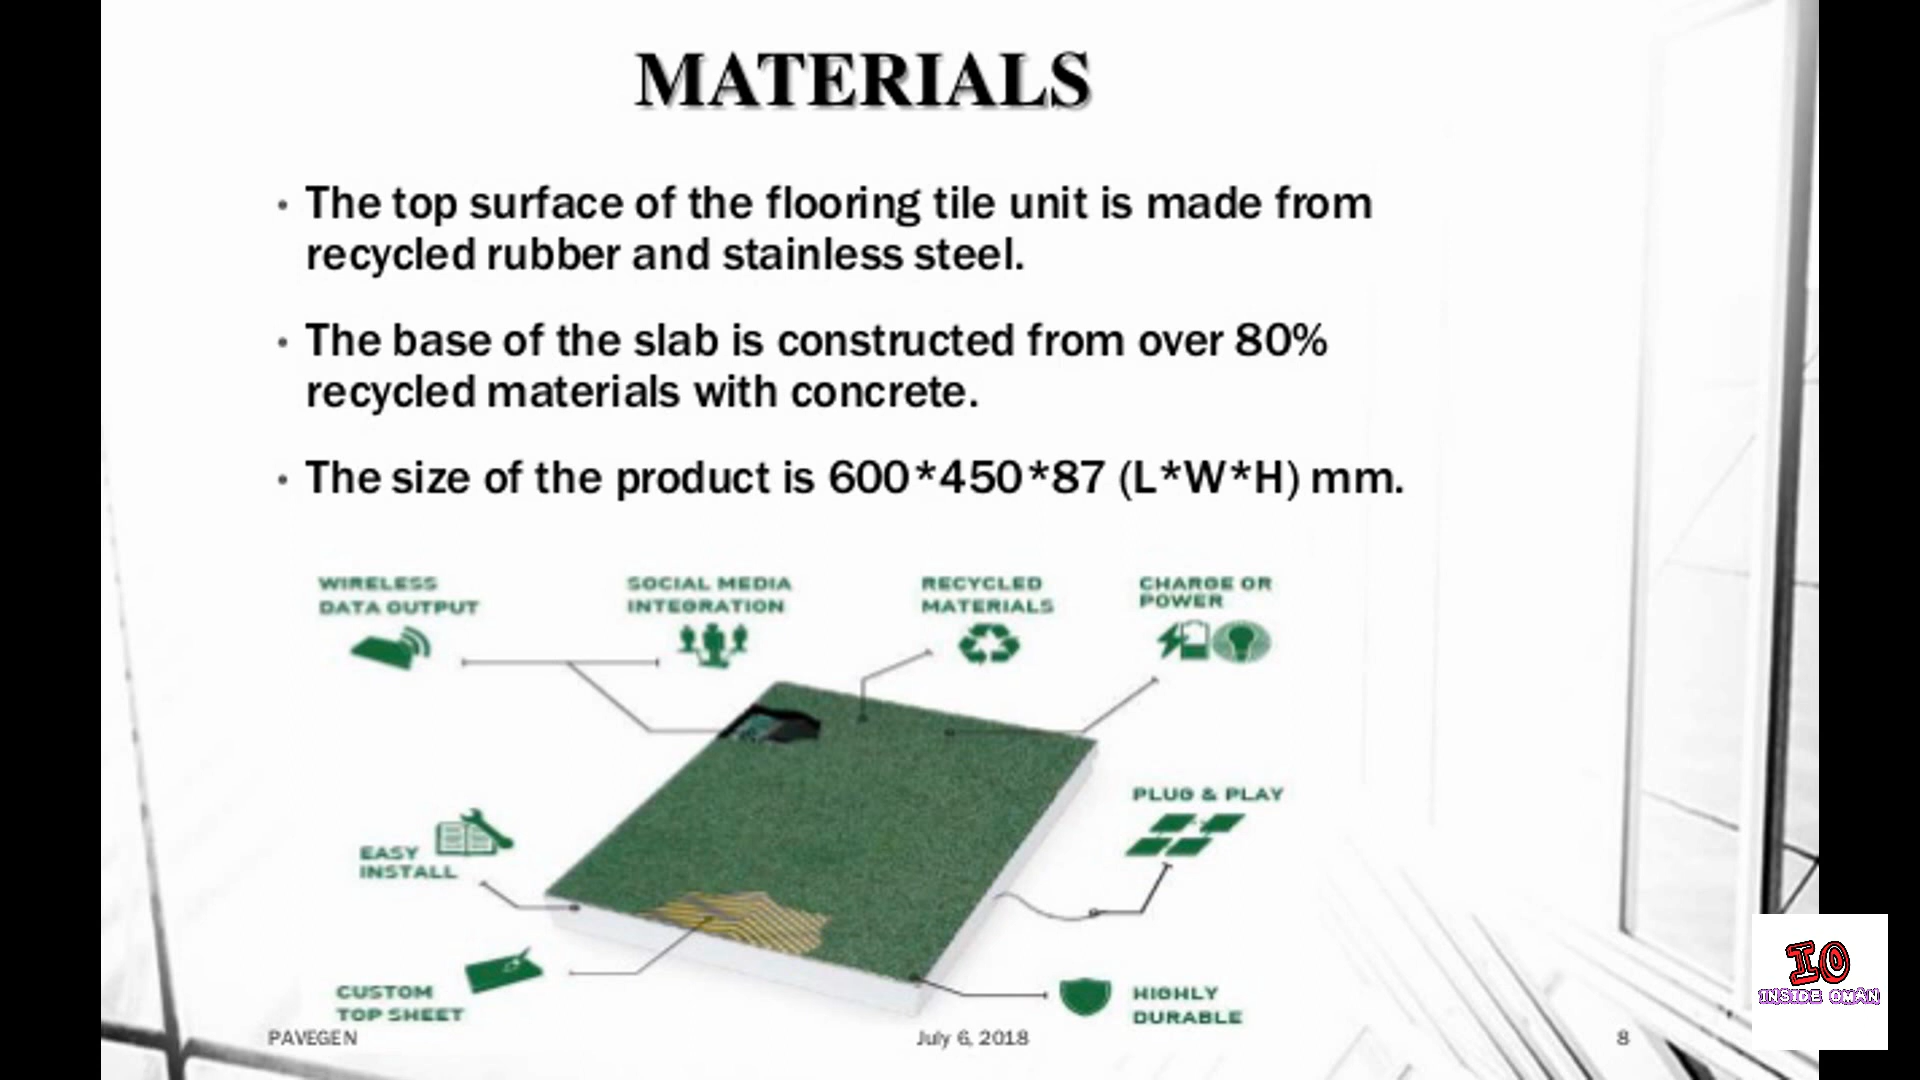 MATERIALS
• The top surface of the flooring tile unit is made from
recycled rubber and stainless steel.
• The base of the slab is constructed from over 80%
recycled materials with concrete.
• The size of the product is 600*450*87 (L*W*H) mm.
WIRELESS
DATA OUTPUT
SOCIAL MEDIA
INTEGRATION
RECYCLED
MATERIALS
CHARGE OR
POWER
PLUG & PLAY
EASY
INSTALL
CUSTOM
TOP SHEET
HIGHLY
DURABLE
PAVEGEN
July 6, 2018
8
IO
INSIDE OMAN